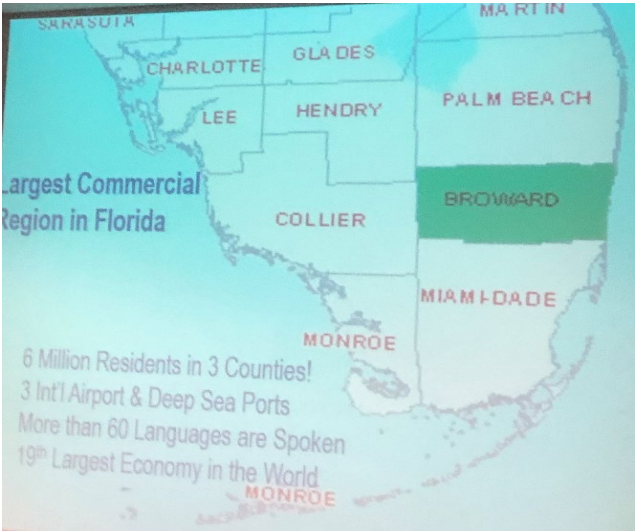 SARASOTA
MARTIN
CHARLOTTE
GLADES
LEE
HENDRY
PALM BEACH
Largest Commercial
Region in Florida
COLLIER
BROWARD
MIAMI-DADE
MONROE
6 Million Residents in 3 Counties!
3 Int'l Airport & Deep Sea Ports
More than 60 Languages are Spoken
19th Largest Economy in the World
MONROE